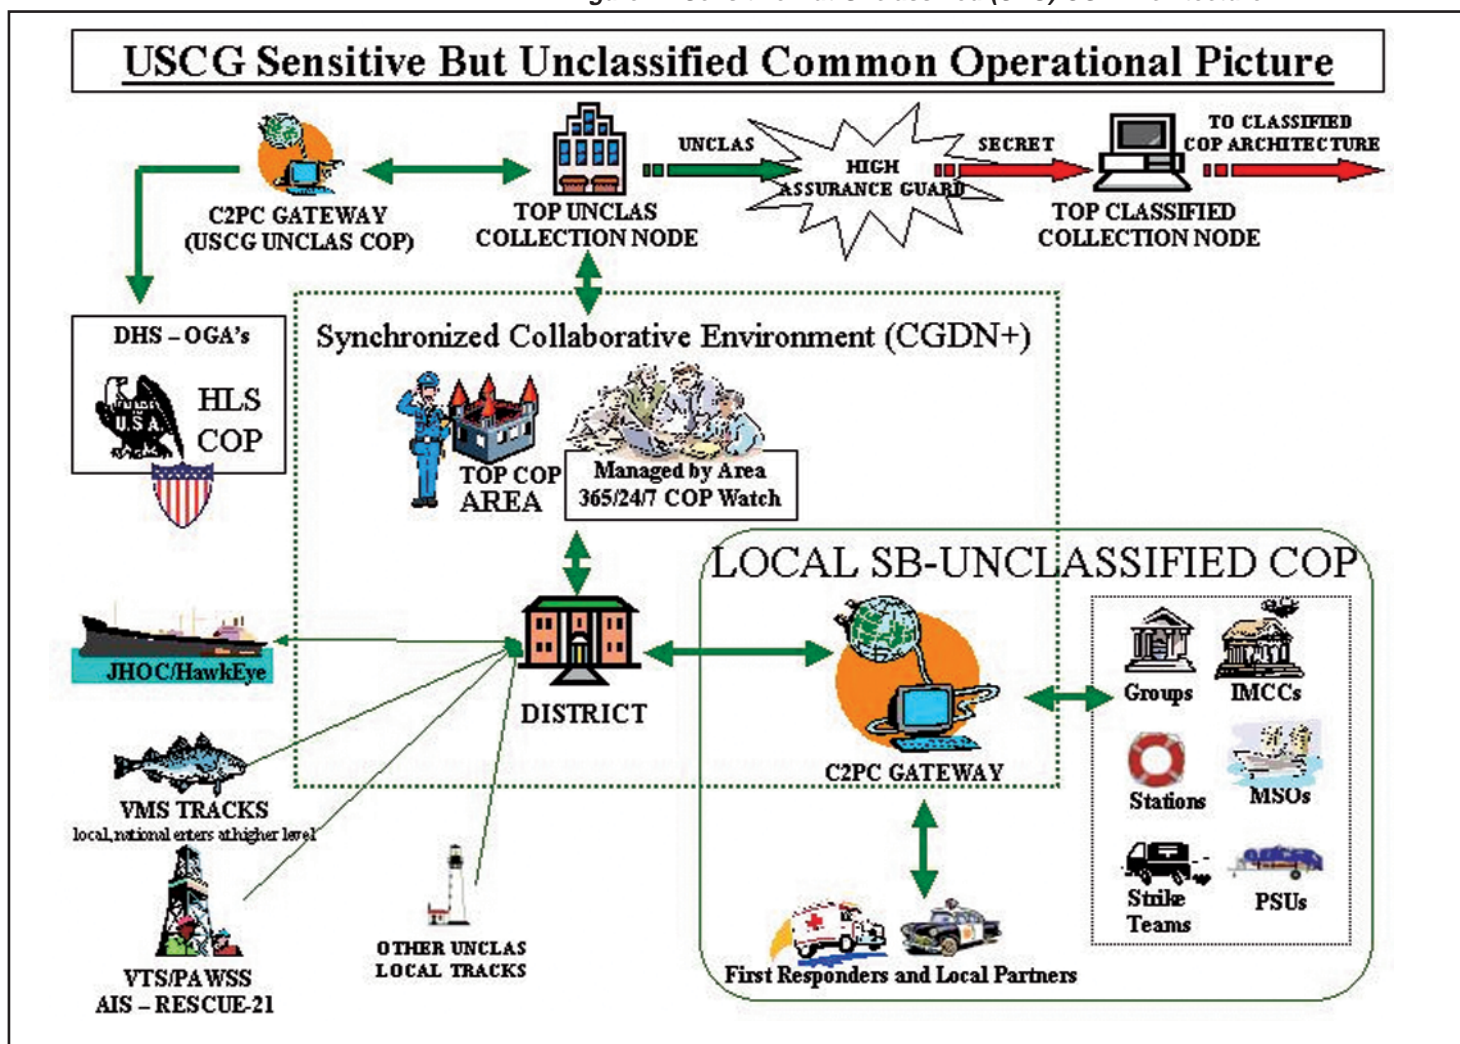 USCG Sensitive But Unclassified Common Operational Picture
UNCLAS
HIGH
ASSURANCE GUARD
SECRET
TO CLASSIFIED
COP ARCHITECTURE
C2PC GATEWAY
(USCG UNCLAS COP)
TOP UNCLAS
COLLECTION NODE
TOP CLASSIFIED
COLLECTION NODE
DHS – OGA's
U.S.A.
HLS
COP
Synchronized Collaborative Environment (CGDN+)
TOP COP
AREA
Managed by Area
365/24/7 COP Watch
LOCAL SB-UNCLASSIFIED COP
JHOC/HawkEye
DISTRICT
C2PC GATEWAY
Groups
IMCCs
Stations
MSOs
Strike
Teams
PSUs
VMS TRACKS
local, national enters at higher level
VTS/PAWSS
AIS – RESCUE-21
OTHER UNCLAS
LOCAL TRACKS
First Responders and Local Partners